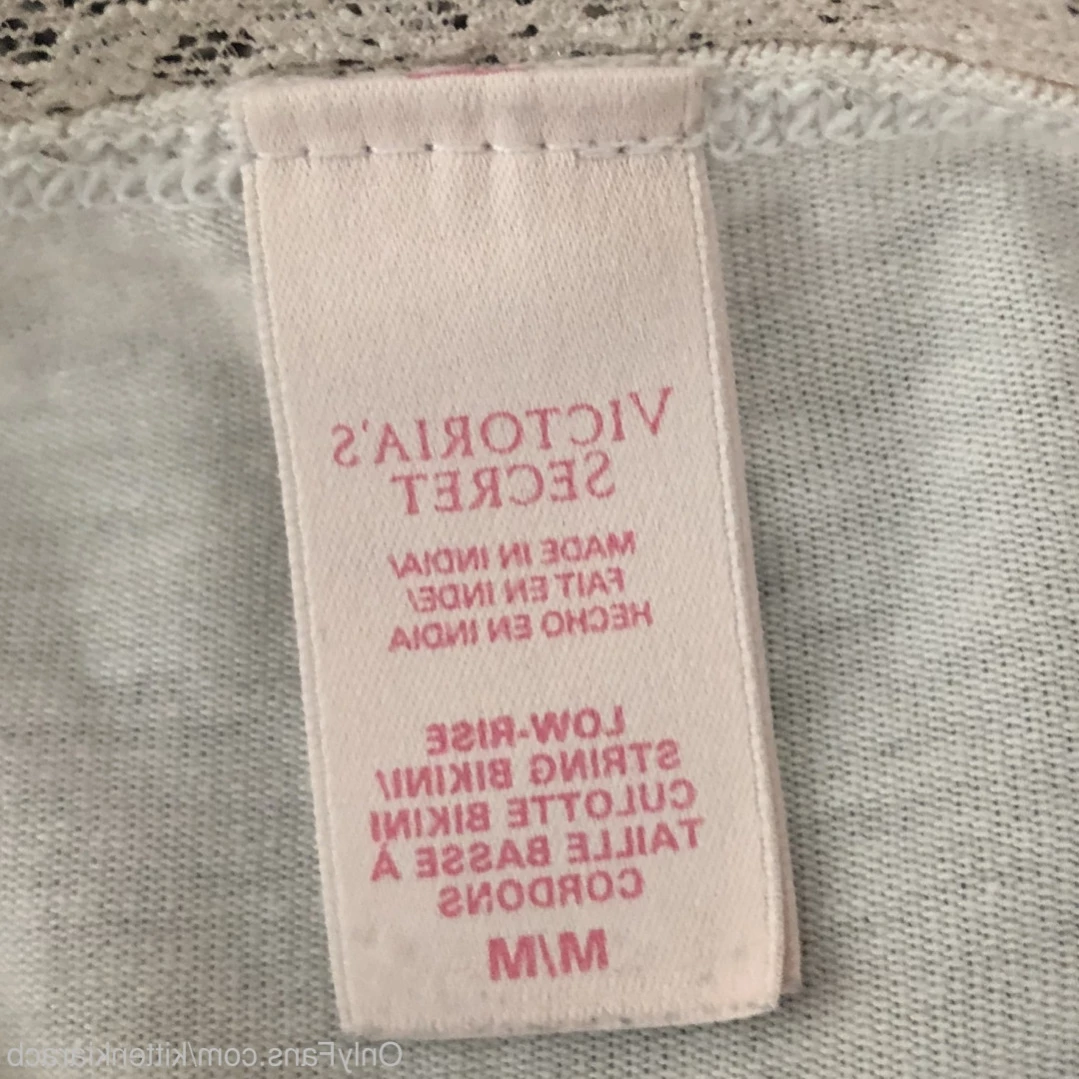 VICTORIA'S
SECRET
MADE IN INDIA/
FAIT EN INDE/
HECHO EN INDIA
LOW-RISE
STRING BIKINI/
CULOTTE BIKINI
TAILLE BASSE À
CORDONS
M/M
OnlyFans.com/kittenkiaracb